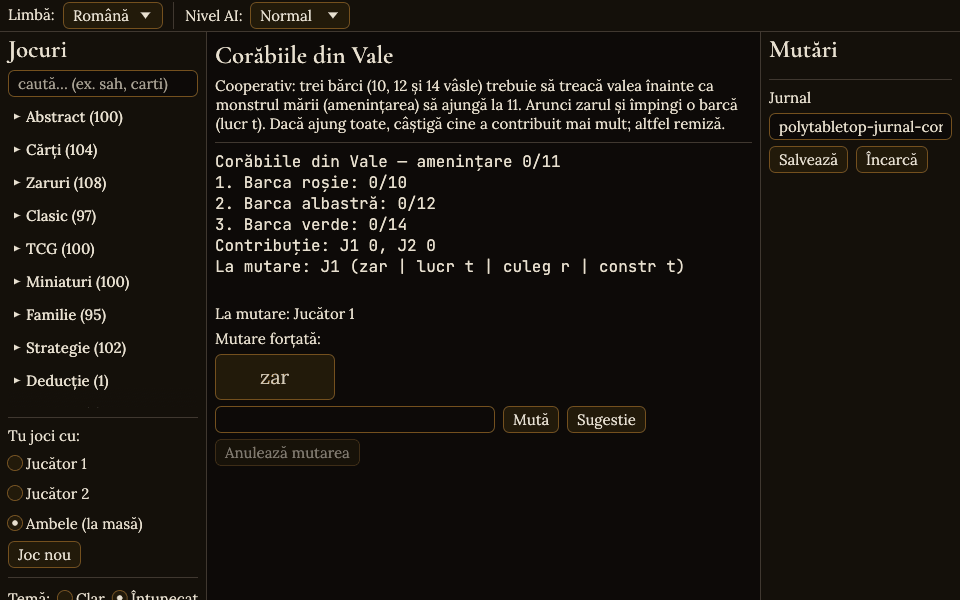 Limbă: Română ▼ Nivel AI: Normal ▼
Jocuri
caută... (ex. sah, carti)
▸ Abstract (100)
▸ Cărți (104)
▸ Zaruri (108)
▸ Clasic (97)
▸ TCG (100)
▸ Miniaturi (100)
▸ Familie (95)
▸ Strategie (102)
▸ Deducție (1)
Tu joci cu:
Jucător 1
Jucător 2
Ambele (la masă)
Joc nou
Temă: Clar Întunecat
Corăbiile din Vale
Cooperativ: trei bărci (10, 12 și 14 vâsle) trebuie să treacă valea înainte ca
monstrul mării (amenințarea) să ajungă la 11. Arunci zarul și împingi o barcă
(lucr t). Dacă ajung toate, câștigă cine a contribuit mai mult; altfel remiză.
Corăbiile din Vale — amenințare 0/11
1. Barca roșie: 0/10
2. Barca albastră: 0/12
3. Barca verde: 0/14
Contribuție: J1 0, J2 0
La mutare: J1 (zar | lucr t | culeg r | constr t)
La mutare: Jucător 1
Mutare forțată:
zar
Mută Sugestie
Anulează mutarea
Mutări
Jurnal
polytabletop-jurnal-cor
Salvează Încarcă